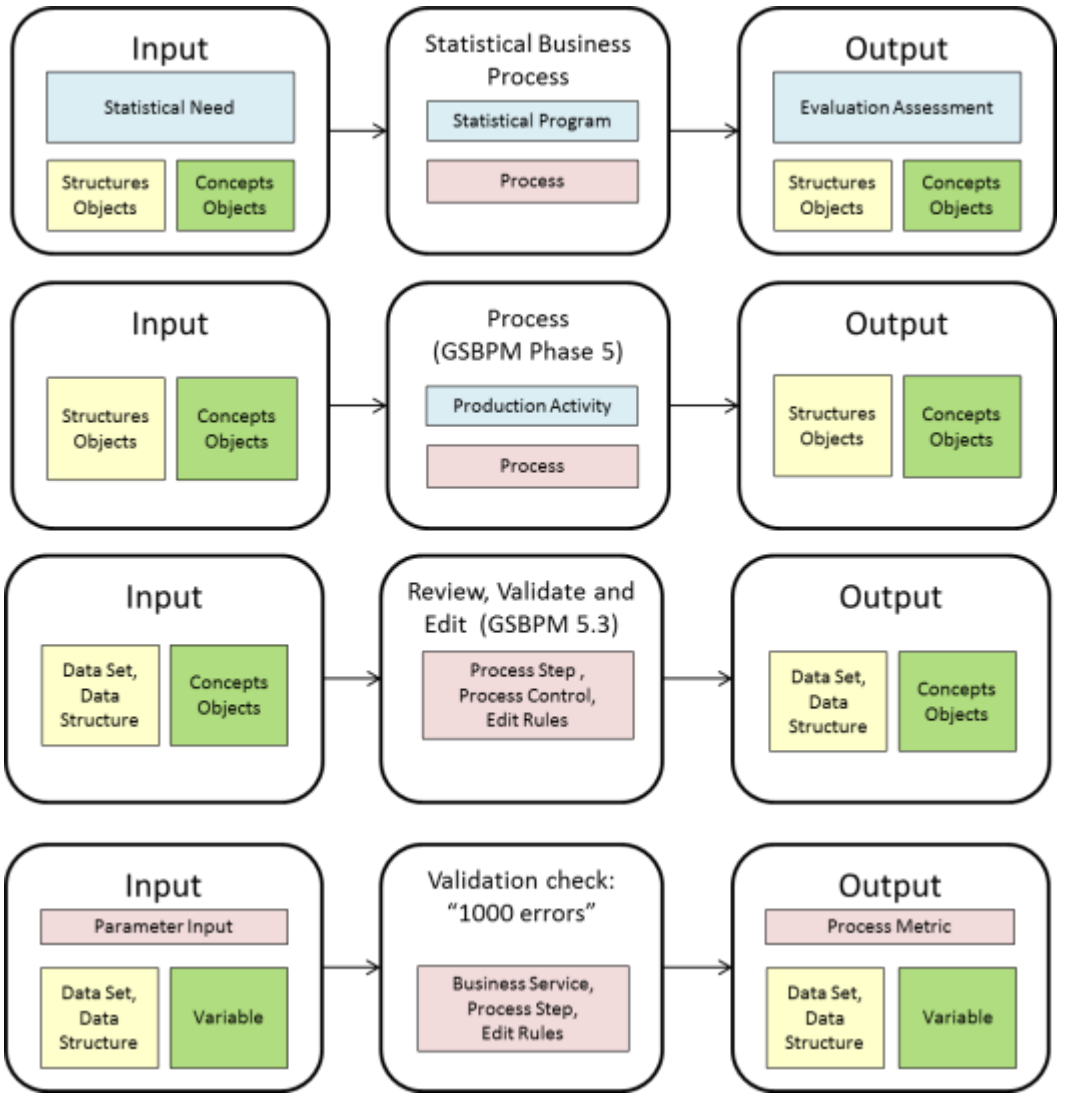 Input
Statistical Need
Structures
Objects
Concepts
Objects
Statistical Business
Process
Statistical Program
Process
Output
Evaluation Assessment
Structures
Objects
Concepts
Objects
Input
Structures
Objects
Concepts
Objects
Process
(GSBPM Phase 5)
Production Activity
Process
Output
Structures
Objects
Concepts
Objects
Input
Data Set,
Data
Structure
Concepts
Objects
Review, Validate and
Edit (GSBPM 5.3)
Process Step ,
Process Control,
Edit Rules
Output
Data Set,
Data
Structure
Concepts
Objects
Input
Parameter Input
Data Set,
Data
Structure
Variable
Validation check:
“1000 errors”
Business Service,
Process Step,
Edit Rules
Output
Process Metric
Data Set,
Data
Structure
Variable